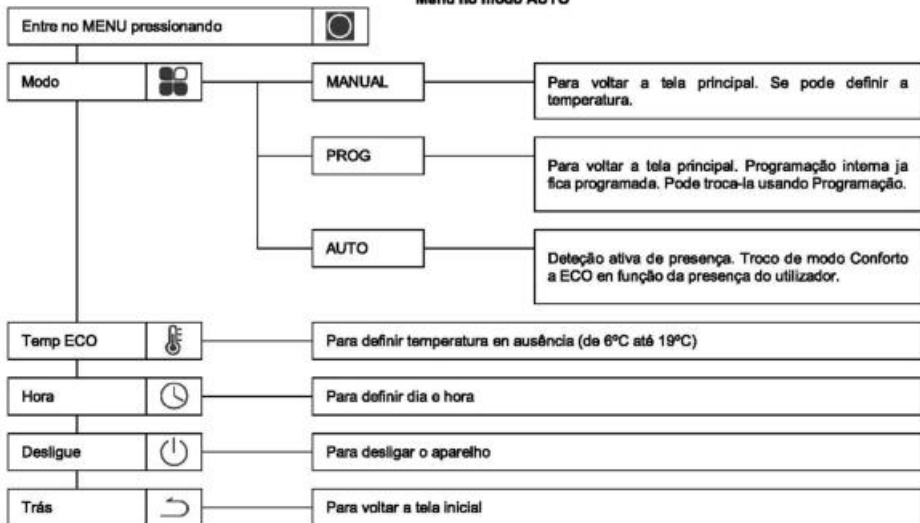 Menu no modo AUTO
Entre no MENU pressionando
Modo
MANUAL
Para voltar a tela principal. Se pode definir a
temperatura.
PROG
Para voltar a tela principal. Programação interna ja
fica programada. Pode troca-la usando Programação.
AUTO
Deteção ativa de presença. Troco de modo Conforto
a ECO en função da presença do utilizador.
Temp ECO
Para definir temperatura en ausência (de 6ºC até 19ºC)
Hora
Para definir dia e hora
Desligue
Para desligar o aparelho
Trás
Para voltar a tela inicial